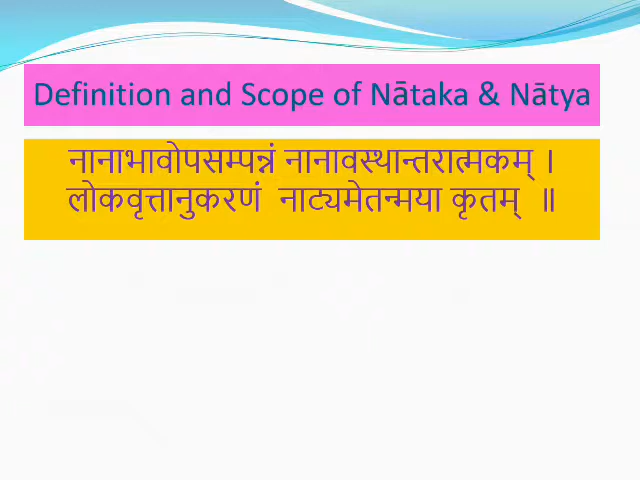 Definition and Scope of Nātaka & Nātya
नानाभावोपसम्पन्नं नानावस्थान्तरात्मकम् ।
लोकवृत्तानुकरणं नाट्यमेतन्मया कृतम् ॥